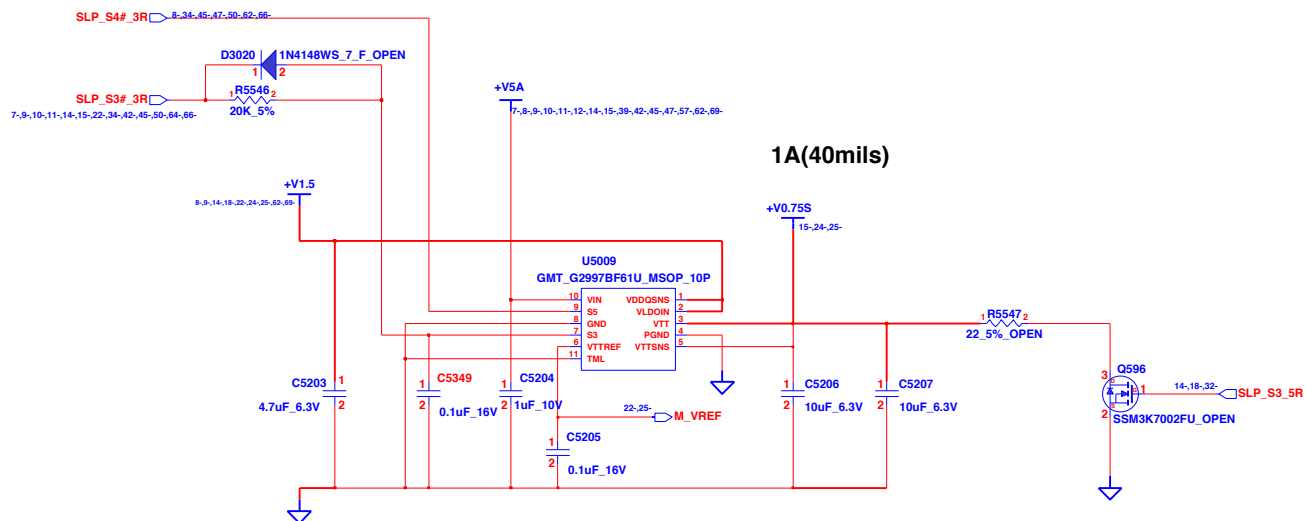 SLP_S4#_3R 8-,34-,45-,47-,50-,62-,66-
D3020 1N4148WS_7_F_OPEN
1 2
SLP_S3#_3R 1 R5546 2
20K_5%
7-,9-,10-,11-,14-,15-,22-,34-,42-,45-,50-,64-,66-
+V5A
7-,8-,9-,10-,11-,12-,14-,15-,39-,42-,45-,47-,57-,62-,69-
1A(40mils)
+V1.5
8-,9-,14-,18-,22-,24-,25-,62-,69-
+V0.75S
15-,24-,25-
U5009
GMT_G2997BF61U_MSOP_10P
10 VIN VDDQSNS 1
9 S5 VLDOIN 2
8 GND VTT 3
7 S3 PGND 4
6 VTTREF VTTSNS 5
11 TML
1 R5547 2
22_5%_OPEN
C5203 1
2
4.7uF_6.3V
1 C5349
2
0.1uF_16V
1 C5204
2 1uF_10V
22-,25-
M_VREF
1 C5205
2
0.1uF_16V
1 C5206
2
10uF_6.3V
1 C5207
2
10uF_6.3V
Q596
3
D
G
1
S
2
SSM3K7002FU_OPEN
14-,18-,32-
SLP_S3_5R